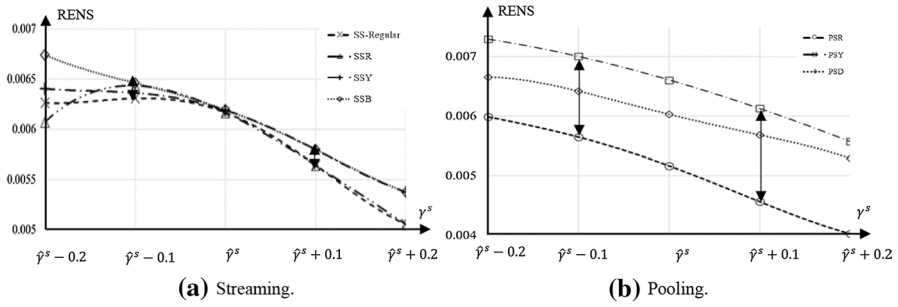 RENS
0.007
0.0065
0.006
0.0055
0.005
SS-Regular
SSR
SSY
SSB
γˢ
γ̂ˢ − 0.2
γ̂ˢ − 0.1
γ̂ˢ
γ̂ˢ + 0.1
γ̂ˢ + 0.2
(a) Streaming.
RENS
0.007
0.006
0.005
0.004
PSR
PSY
PSD
γˢ
γ̂ˢ − 0.2
γ̂ˢ − 0.1
γ̂ˢ
γ̂ˢ + 0.1
γ̂ˢ + 0.2
(b) Pooling.